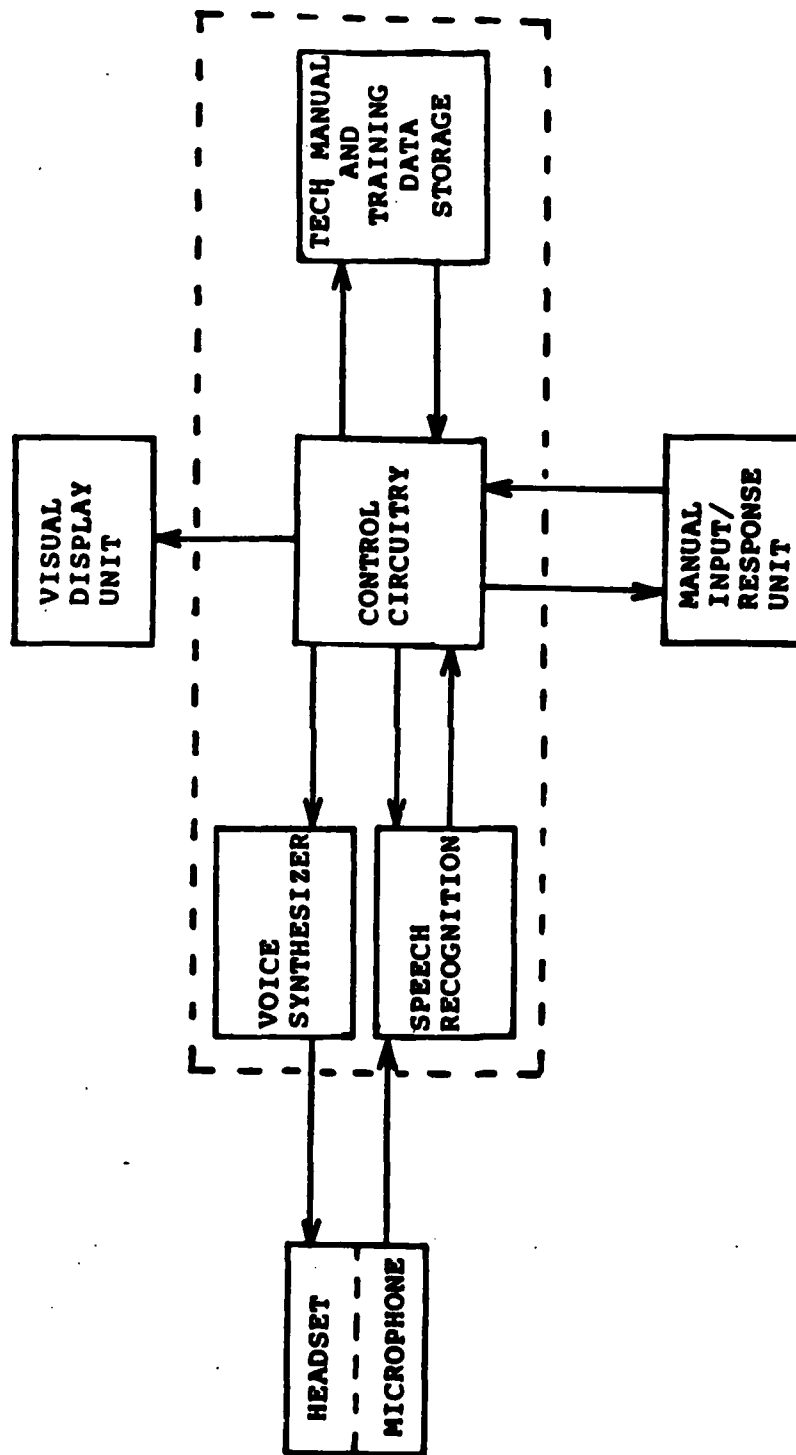 HEADSET
MICROPHONE
VOICE
SYNTHESIZER
SPEECH
RECOGNITION
VISUAL
DISPLAY
UNIT
CONTROL
CIRCUITRY
MANUAL
INPUT/
RESPONSE
UNIT
TECH MANUAL
AND
TRAINING
DATA
STORAGE